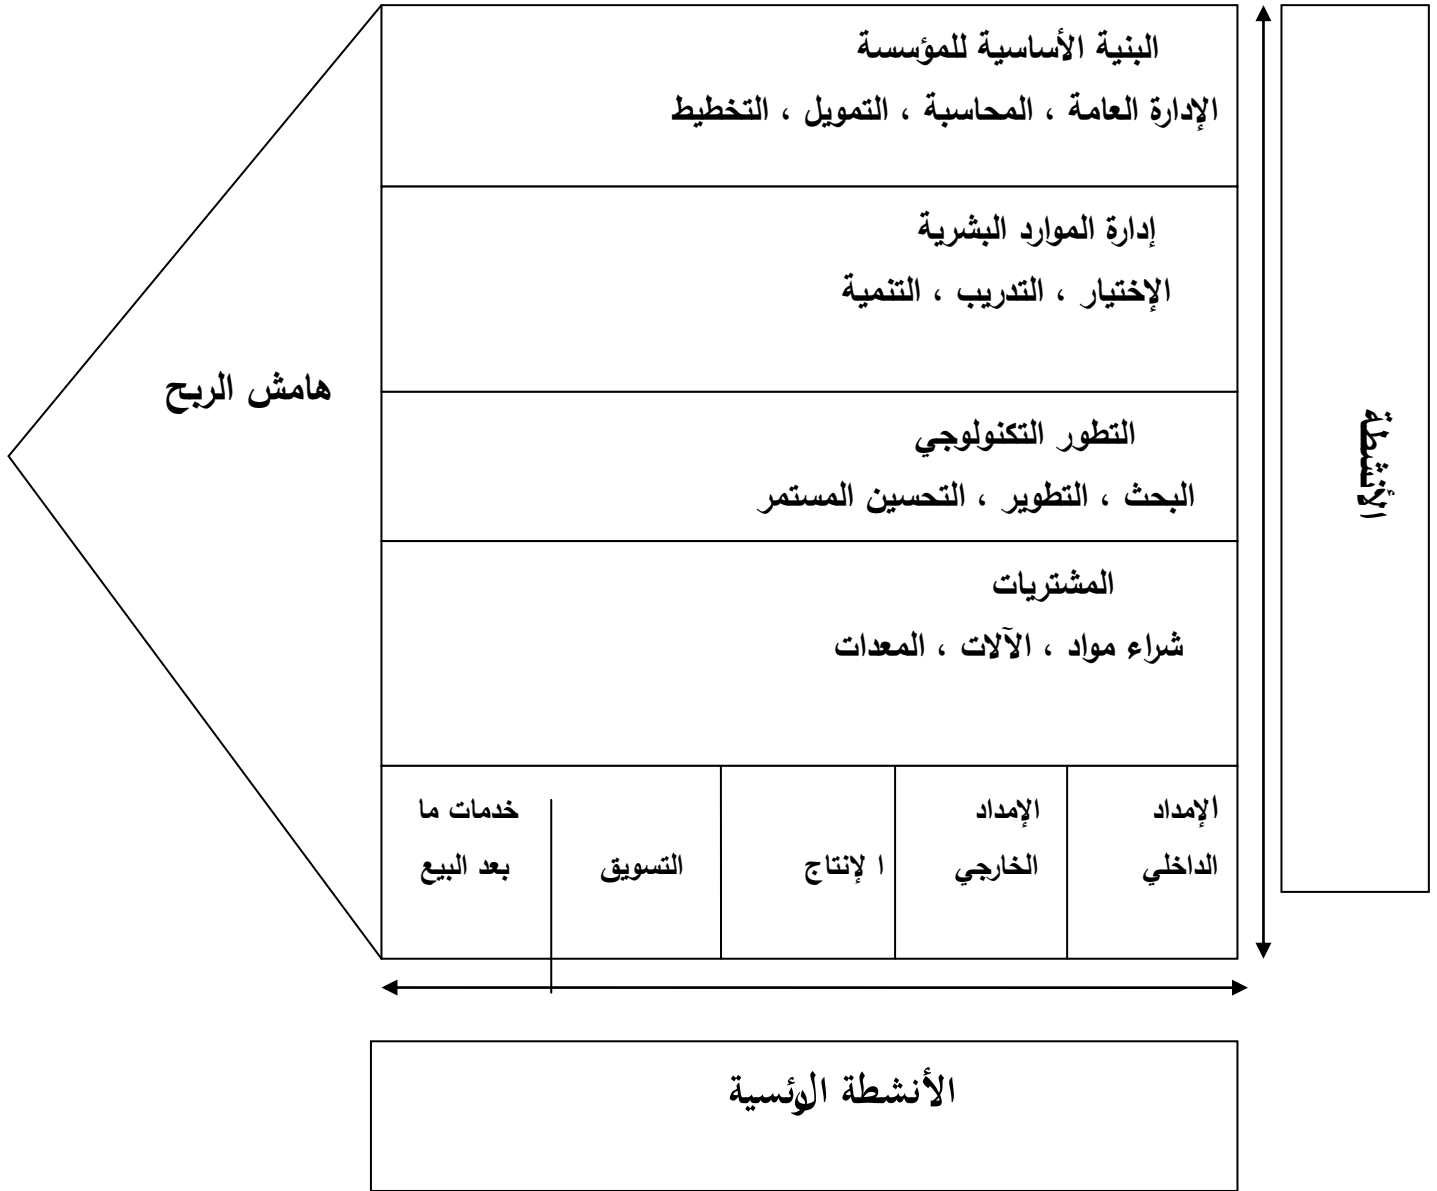 البنية الأساسية للمؤسسة
الإدارة العامة ، المحاسبة ، التمويل ، التخطيط
إدارة الموارد البشرية
الإختيار ، التدريب ، التنمية
هامش الربح
التطور التكنولوجي
البحث ، التطوير ، التحسين المستمر
الأنشطة
المشتريات
شراء مواد ، الآلات ، المعدات
الإمداد
الداخلي
الإمداد
الخارجي
ا لإنتاج
التسويق
خدمات ما
بعد البيع
الأنشطة الرئسية